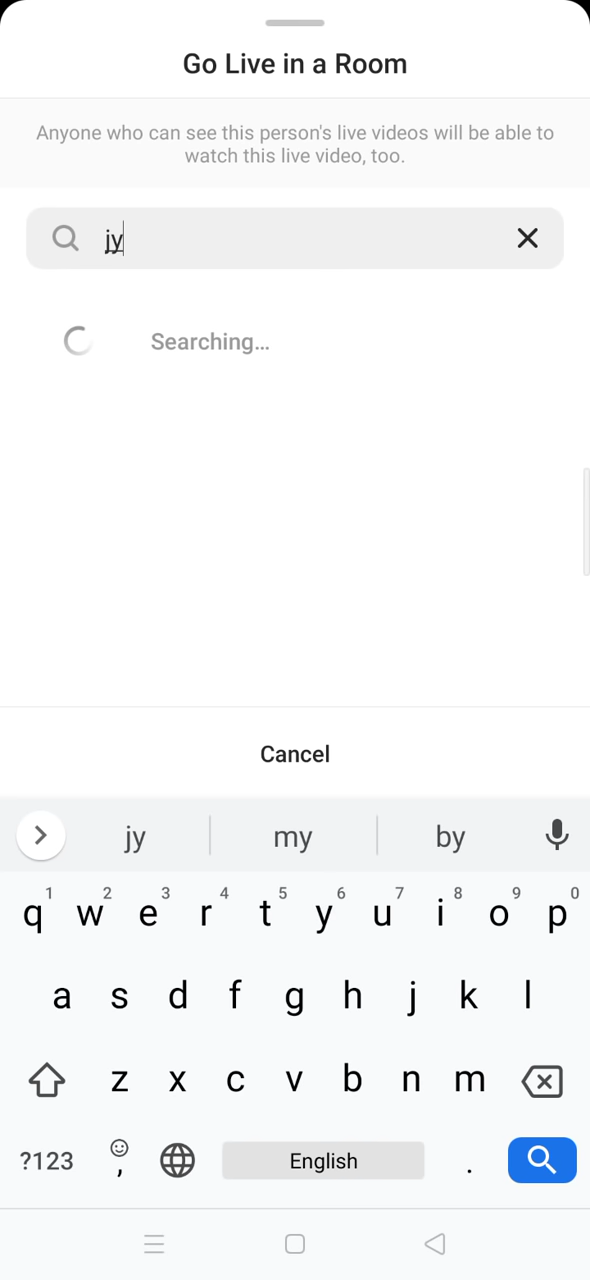 Go Live in a Room
Anyone who can see this person's live videos will be able to
watch this live video, too.
jy
Searching...
Cancel
jy my by
1 2 3 4 5 6 7 8 9 0
q w e r t y u i o p
a s d f g h j k l
z x c v b n m
?123 , English .